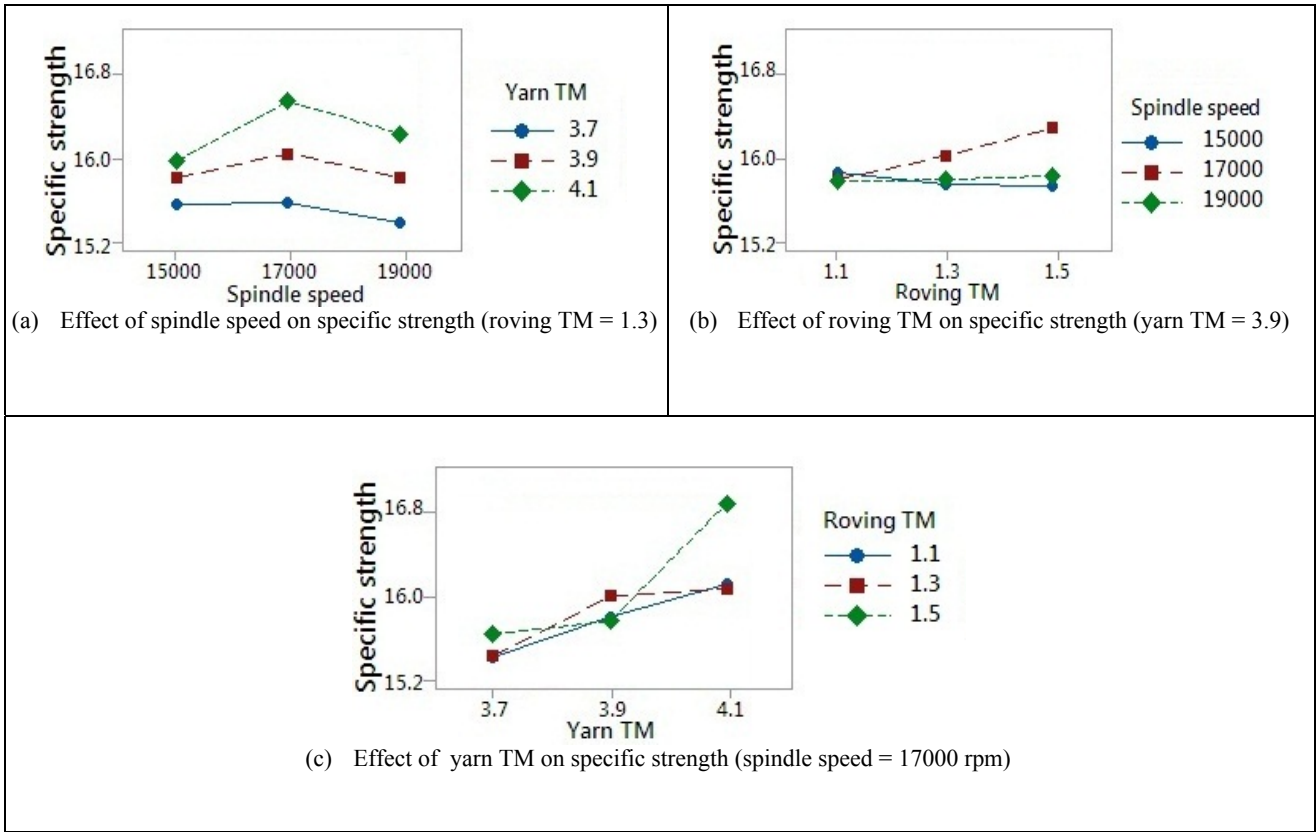 Specific strength
16.8
16.0
15.2
15000 17000 19000
Spindle speed
Yarn TM
3.7
3.9
4.1
(a) Effect of spindle speed on specific strength (roving TM = 1.3)
Specific strength
16.8
16.0
15.2
1.1 1.3 1.5
Roving TM
Spindle speed
15000
17000
19000
(b) Effect of roving TM on specific strength (yarn TM = 3.9)
Specific strength
16.8
16.0
15.2
3.7 3.9 4.1
Yarn TM
Roving TM
1.1
1.3
1.5
(c) Effect of yarn TM on specific strength (spindle speed = 17000 rpm)